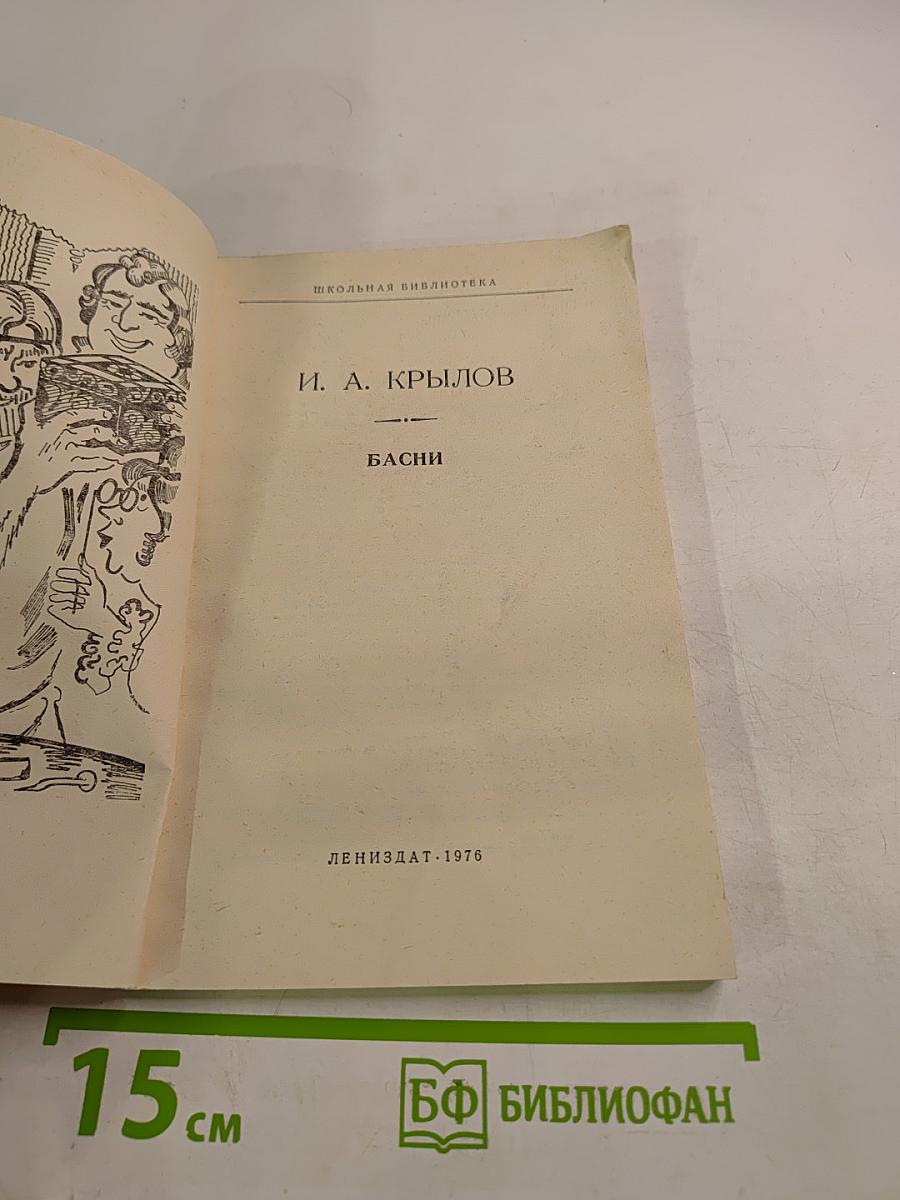 ШКОЛЬНАЯ БИБЛИОТЕКА
И. А. КРЫЛОВ
БАСНИ
ЛЕНИЗДАТ · 1976
15 см
БФ БИБЛИОФАН